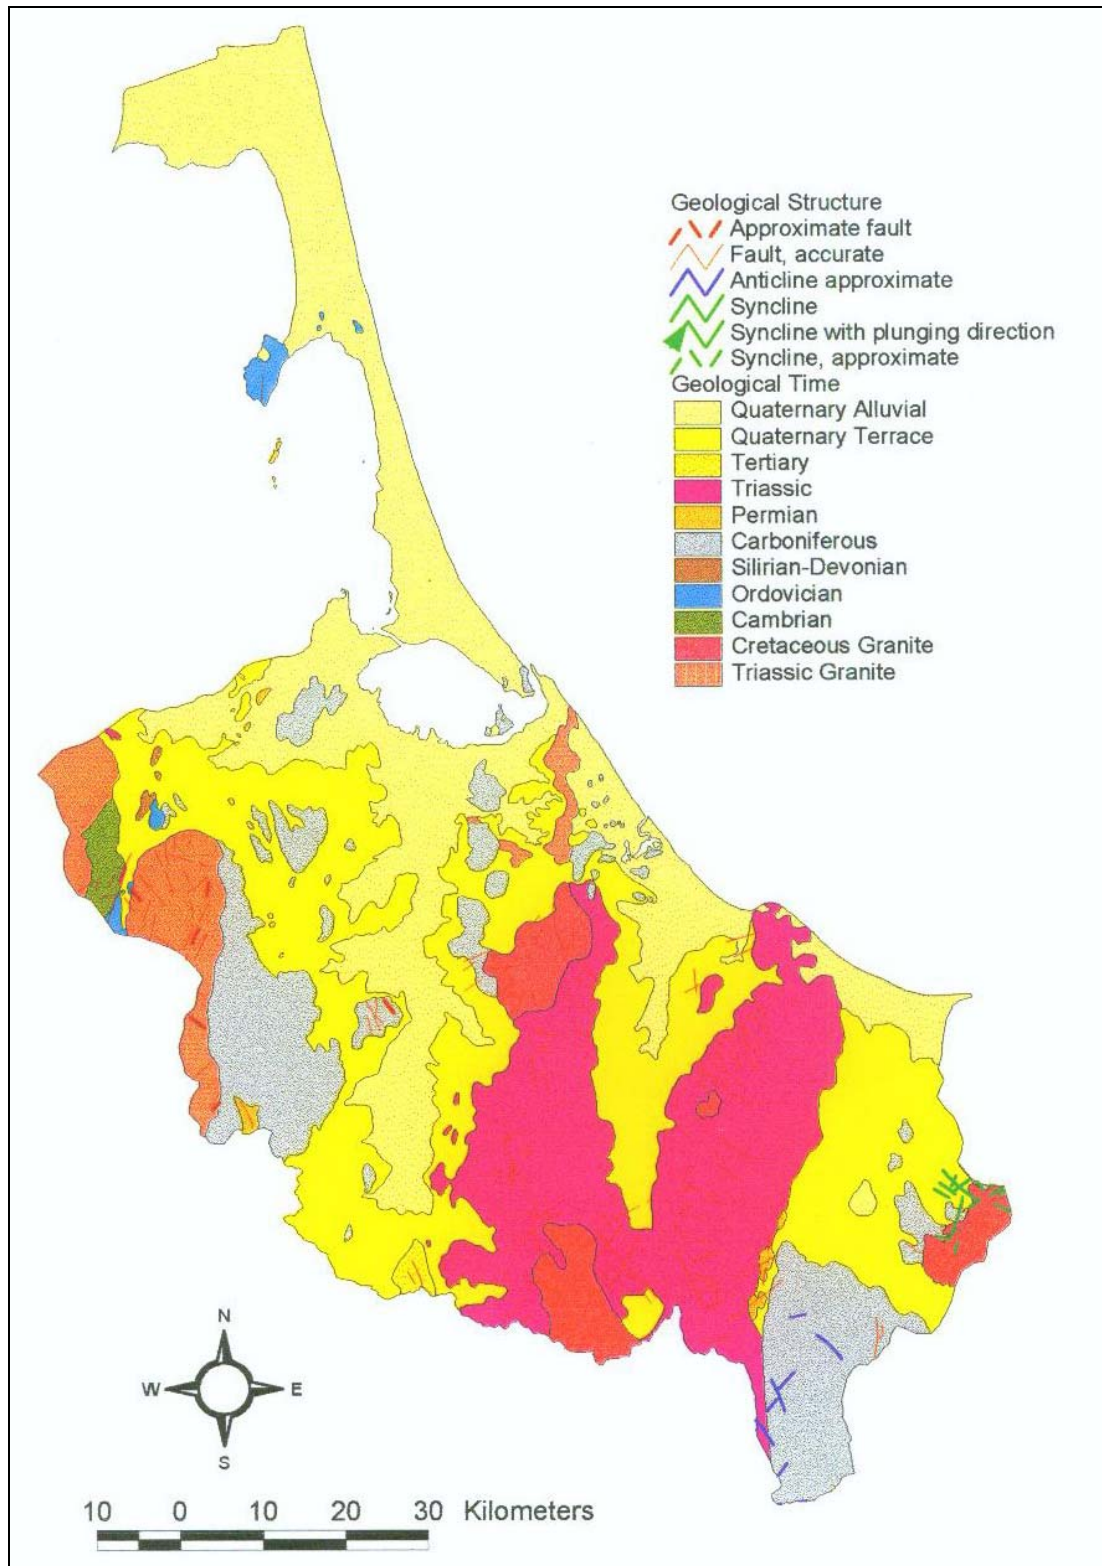 Geological Structure
Approximate fault
Fault, accurate
Anticline approximate
Syncline
Syncline with plunging direction
Syncline, approximate
Geological Time
Quaternary Alluvial
Quaternary Terrace
Tertiary
Triassic
Permian
Carboniferous
Silirian-Devonian
Ordovician
Cambrian
Cretaceous Granite
Triassic Granite
N
W E
S
10 0 10 20 30 Kilometers